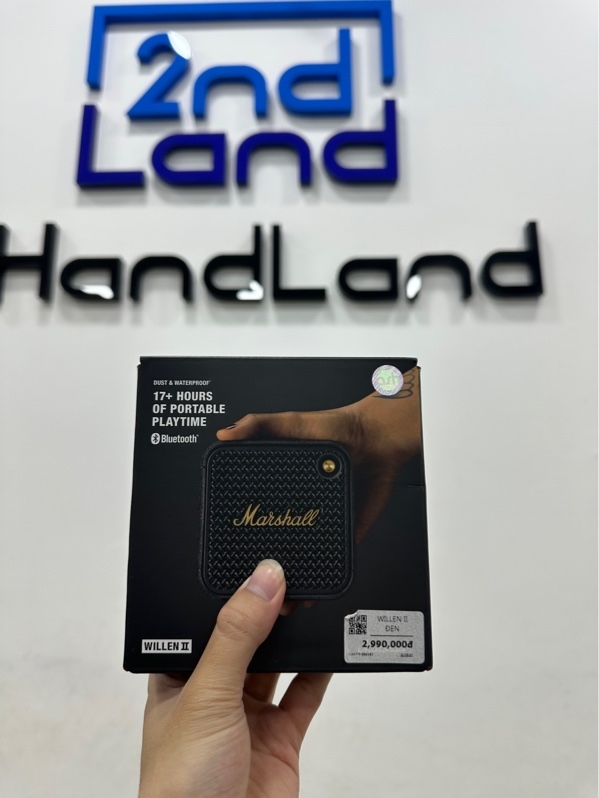 2nd
Land
HandLand
DUST & WATERPROOF
17+ HOURS
OF PORTABLE
PLAYTIME
Bluetooth
Marshall
WILLEN II
WILLEN II
ĐEN
2,990,000đ